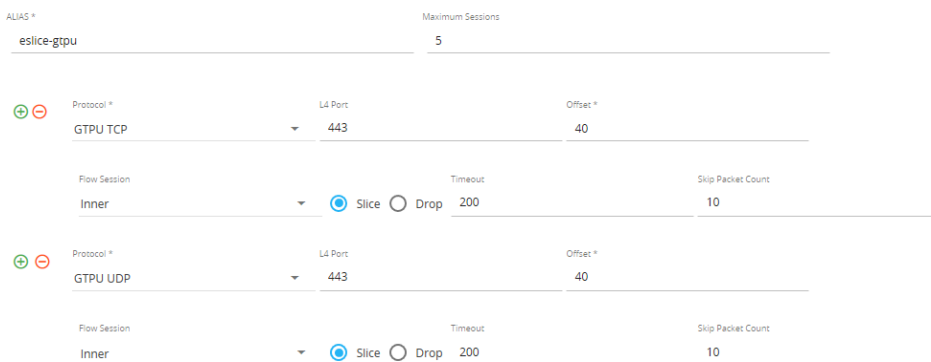 ALIAS * Maximum Sessions
eslice-gtpu 5
Protocol * L4 Port Offset *
GTPU TCP 443 40
Flow Session Timeout Skip Packet Count
Inner Slice Drop 200 10
Protocol * L4 Port Offset *
GTPU UDP 443 40
Flow Session Timeout Skip Packet Count
Inner Slice Drop 200 10